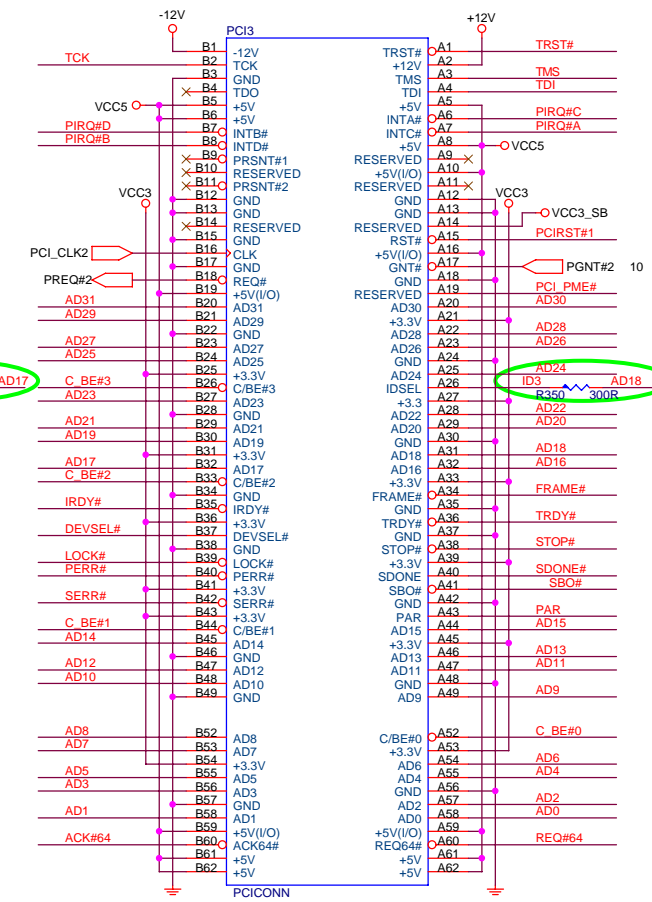 -12V +12V
PCI3
B1 -12V TRST# A1 TRST#
TCK B2 TCK +12V A2
B3 GND TMS A3 TMS
B4 TDO TDI A4 TDI
VCC5 B5 +5V +5V A5
B6 +5V INTA# A6 PIRQ#C
PIRQ#D B7 INTB# INTC# A7 PIRQ#A
PIRQ#B B8 INTD# +5V A8 VCC5
B9 PRSNT#1 RESERVED A9
B10 RESERVED +5V(I/O) A10
B11 PRSNT#2 RESERVED A11
VCC3 B12 GND GND A12 VCC3
B13 GND GND A13 VCC3_SB
B14 RESERVED RESERVED A14
B15 GND RST# A15 PCIRST#1
PCI_CLK2 B16 CLK +5V(I/O) A16
B17 GND GNT# A17 PGNT#2 10
PREQ#2 B18 REQ# GND A18
B19 +5V(I/O) RESERVED A19 PCI_PME#
AD31 B20 AD31 AD30 A20 AD30
AD29 B21 AD29 +3.3V A21
B22 GND AD28 A22 AD28
AD27 B23 AD27 AD26 A23 AD26
AD25 B24 AD25 GND A24
B25 +3.3V AD24 A25 AD24
AD17 C_BE#3 B26 C/BE#3 IDSEL A26 ID3 AD18
R350 300R
AD23 B27 AD23 +3.3 A27
B28 GND AD22 A28 AD22
AD21 B29 AD21 AD20 A29 AD20
AD19 B30 AD19 GND A30
B31 +3.3V AD18 A31 AD18
AD17 B32 AD17 AD16 A32 AD16
C_BE#2 B33 C/BE#2 +3.3V A33
B34 GND FRAME# A34 FRAME#
IRDY# B35 IRDY# GND A35
B36 +3.3V TRDY# A36 TRDY#
DEVSEL# B37 DEVSEL# GND A37
B38 GND STOP# A38 STOP#
LOCK# B39 LOCK# +3.3V A39
PERR# B40 PERR# SDONE A40 SDONE#
B41 +3.3V SBO# A41 SBO#
SERR# B42 SERR# GND A42
B43 +3.3V PAR A43 PAR
C_BE#1 B44 C/BE#1 AD15 A44 AD15
AD14 B45 AD14 +3.3V A45
B46 GND AD13 A46 AD13
AD12 B47 AD12 AD11 A47 AD11
AD10 B48 AD10 GND A48
B49 GND AD9 A49 AD9
AD8 B52 AD8 C/BE#0 A52 C_BE#0
AD7 B53 AD7 +3.3V A53
B54 +3.3V AD6 A54 AD6
AD5 B55 AD5 AD4 A55 AD4
AD3 B56 AD3 GND A56
B57 GND AD2 A57 AD2
AD1 B58 AD1 AD0 A58 AD0
B59 +5V(I/O) +5V(I/O) A59
ACK#64 B60 ACK64# REQ64# A60 REQ#64
B61 +5V +5V A61
B62 +5V +5V A62
PCICONN